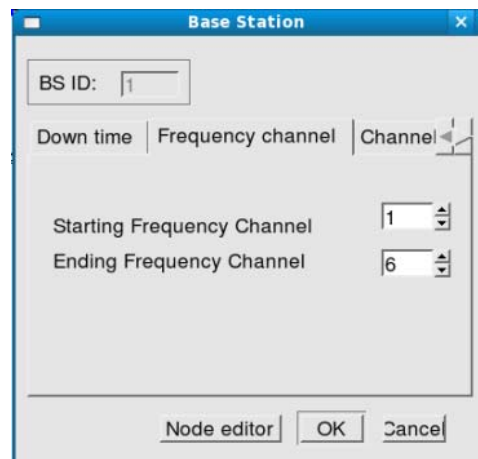 Base Station
BS ID: 1
Down time Frequency channel Channel
Starting Frequency Channel 1
Ending Frequency Channel 6
Node editor OK Cancel